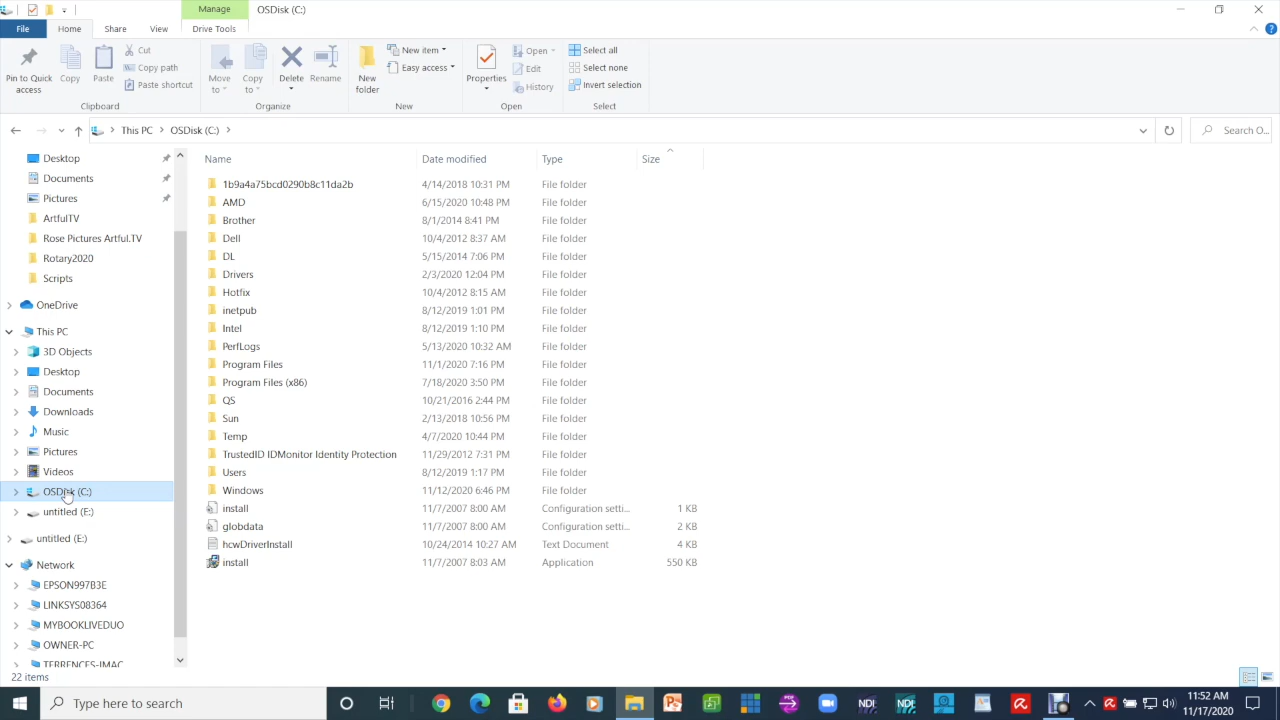 Manage
OSDisk (C:)
File
Home
Share
View
Drive Tools
Pin to Quick access
Copy
Paste
Cut
Copy path
Paste shortcut
Clipboard
Move to
Copy to
Delete
Rename
Organize
New folder
New item
Easy access
New
Properties
Open
Edit
History
Open
Select all
Select none
Invert selection
Select
This PC > OSDisk (C:) >
Search O...
Name Date modified Type Size
Desktop
Documents
Pictures
ArtfulTV
Rose Pictures Artful.TV
Rotary2020
Scripts
OneDrive
This PC
3D Objects
Desktop
Documents
Downloads
Music
Pictures
Videos
OSDisk (C:)
untitled (E:)
untitled (E:)
Network
EPSON997B3E
LINKSYS08364
MYBOOKLIVEDUO
OWNER-PC
TERRENCES-IMAC
1b9a4a75bcd0290b8c11da2b 4/14/2018 10:31 PM File folder
AMD 6/15/2020 10:48 PM File folder
Brother 8/1/2014 8:41 PM File folder
Dell 10/4/2012 8:37 AM File folder
DL 5/15/2014 7:06 PM File folder
Drivers 2/3/2020 12:04 PM File folder
Hotfix 10/4/2012 8:15 AM File folder
inetpub 8/12/2019 1:01 PM File folder
Intel 8/12/2019 1:10 PM File folder
PerfLogs 5/13/2020 10:32 AM File folder
Program Files 11/1/2020 7:16 PM File folder
Program Files (x86) 7/18/2020 3:50 PM File folder
QS 10/21/2016 2:44 PM File folder
Sun 2/13/2018 10:56 PM File folder
Temp 4/7/2020 10:44 PM File folder
TrustedID IDMonitor Identity Protection 11/29/2012 7:31 PM File folder
Users 8/12/2019 1:17 PM File folder
Windows 11/12/2020 6:46 PM File folder
install 11/7/2007 8:00 AM Configuration setti... 1 KB
globdata 11/7/2007 8:00 AM Configuration setti... 2 KB
hcwDriverInstall 10/24/2014 10:27 AM Text Document 4 KB
install 11/7/2007 8:03 AM Application 550 KB
22 items
Type here to search
NDI
NDI
11:52 AM
11/17/2020